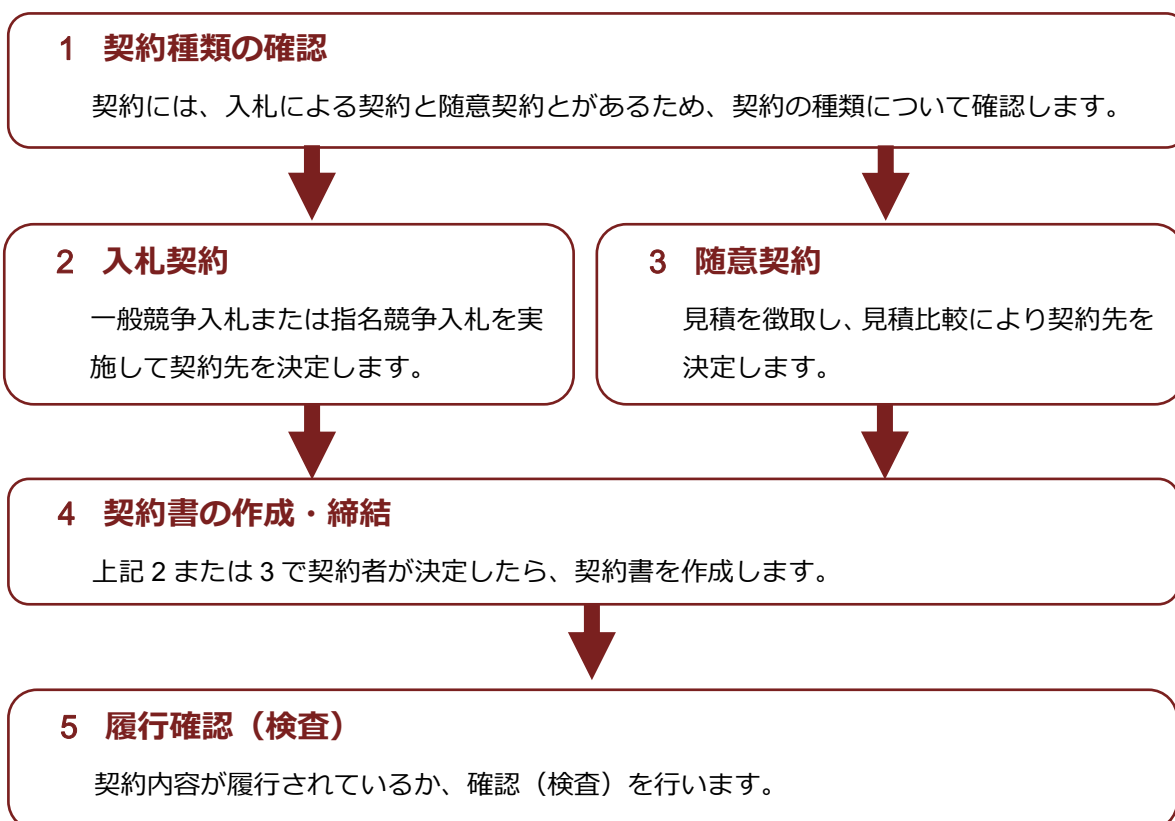 1 契約種類の確認
契約には、入札による契約と随意契約とがあるため、契約の種類について確認します。
2 入札契約
一般競争入札または指名競争入札を実
施して契約先を決定します。
3 随意契約
見積を徴取し、見積比較により契約先を
決定します。
4 契約書の作成・締結
上記 2 または 3 で契約者が決定したら、契約書を作成します。
5 履行確認（検査）
契約内容が履行されているか、確認（検査）を行います。